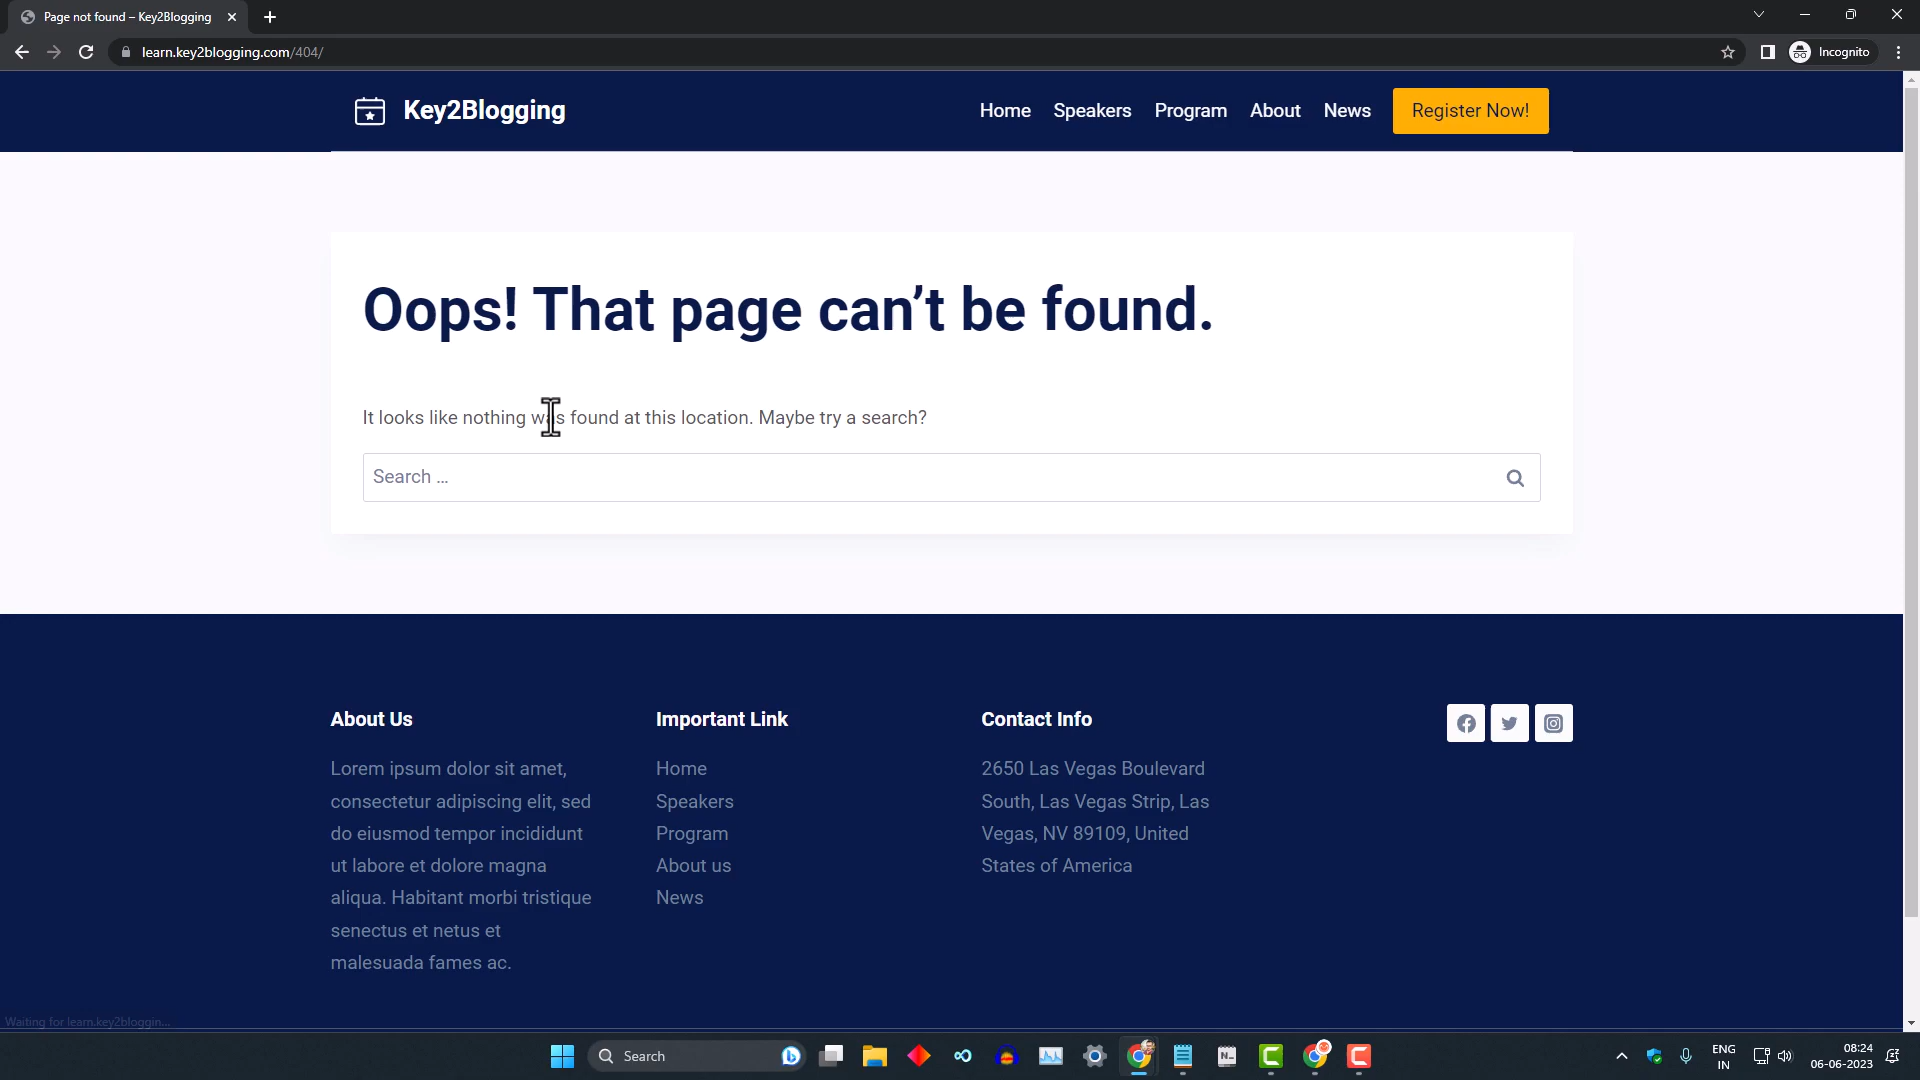 Page not found – Key2Blogging
learn.key2blogging.com/404/
Incognito
Key2Blogging
Home Speakers Program About News Register Now!
Oops! That page can’t be found.
It looks like nothing was found at this location. Maybe try a search?
Search …
About Us
Lorem ipsum dolor sit amet,
consectetur adipiscing elit, sed
do eiusmod tempor incididunt
ut labore et dolore magna
aliqua. Habitant morbi tristique
senectus et netus et
malesuada fames ac.
Important Link
Home
Speakers
Program
About us
News
Contact Info
2650 Las Vegas Boulevard
South, Las Vegas Strip, Las
Vegas, NV 89109, United
States of America
Waiting for learn.key2bloggin...
Search
ENG
IN
08:24
06-06-2023